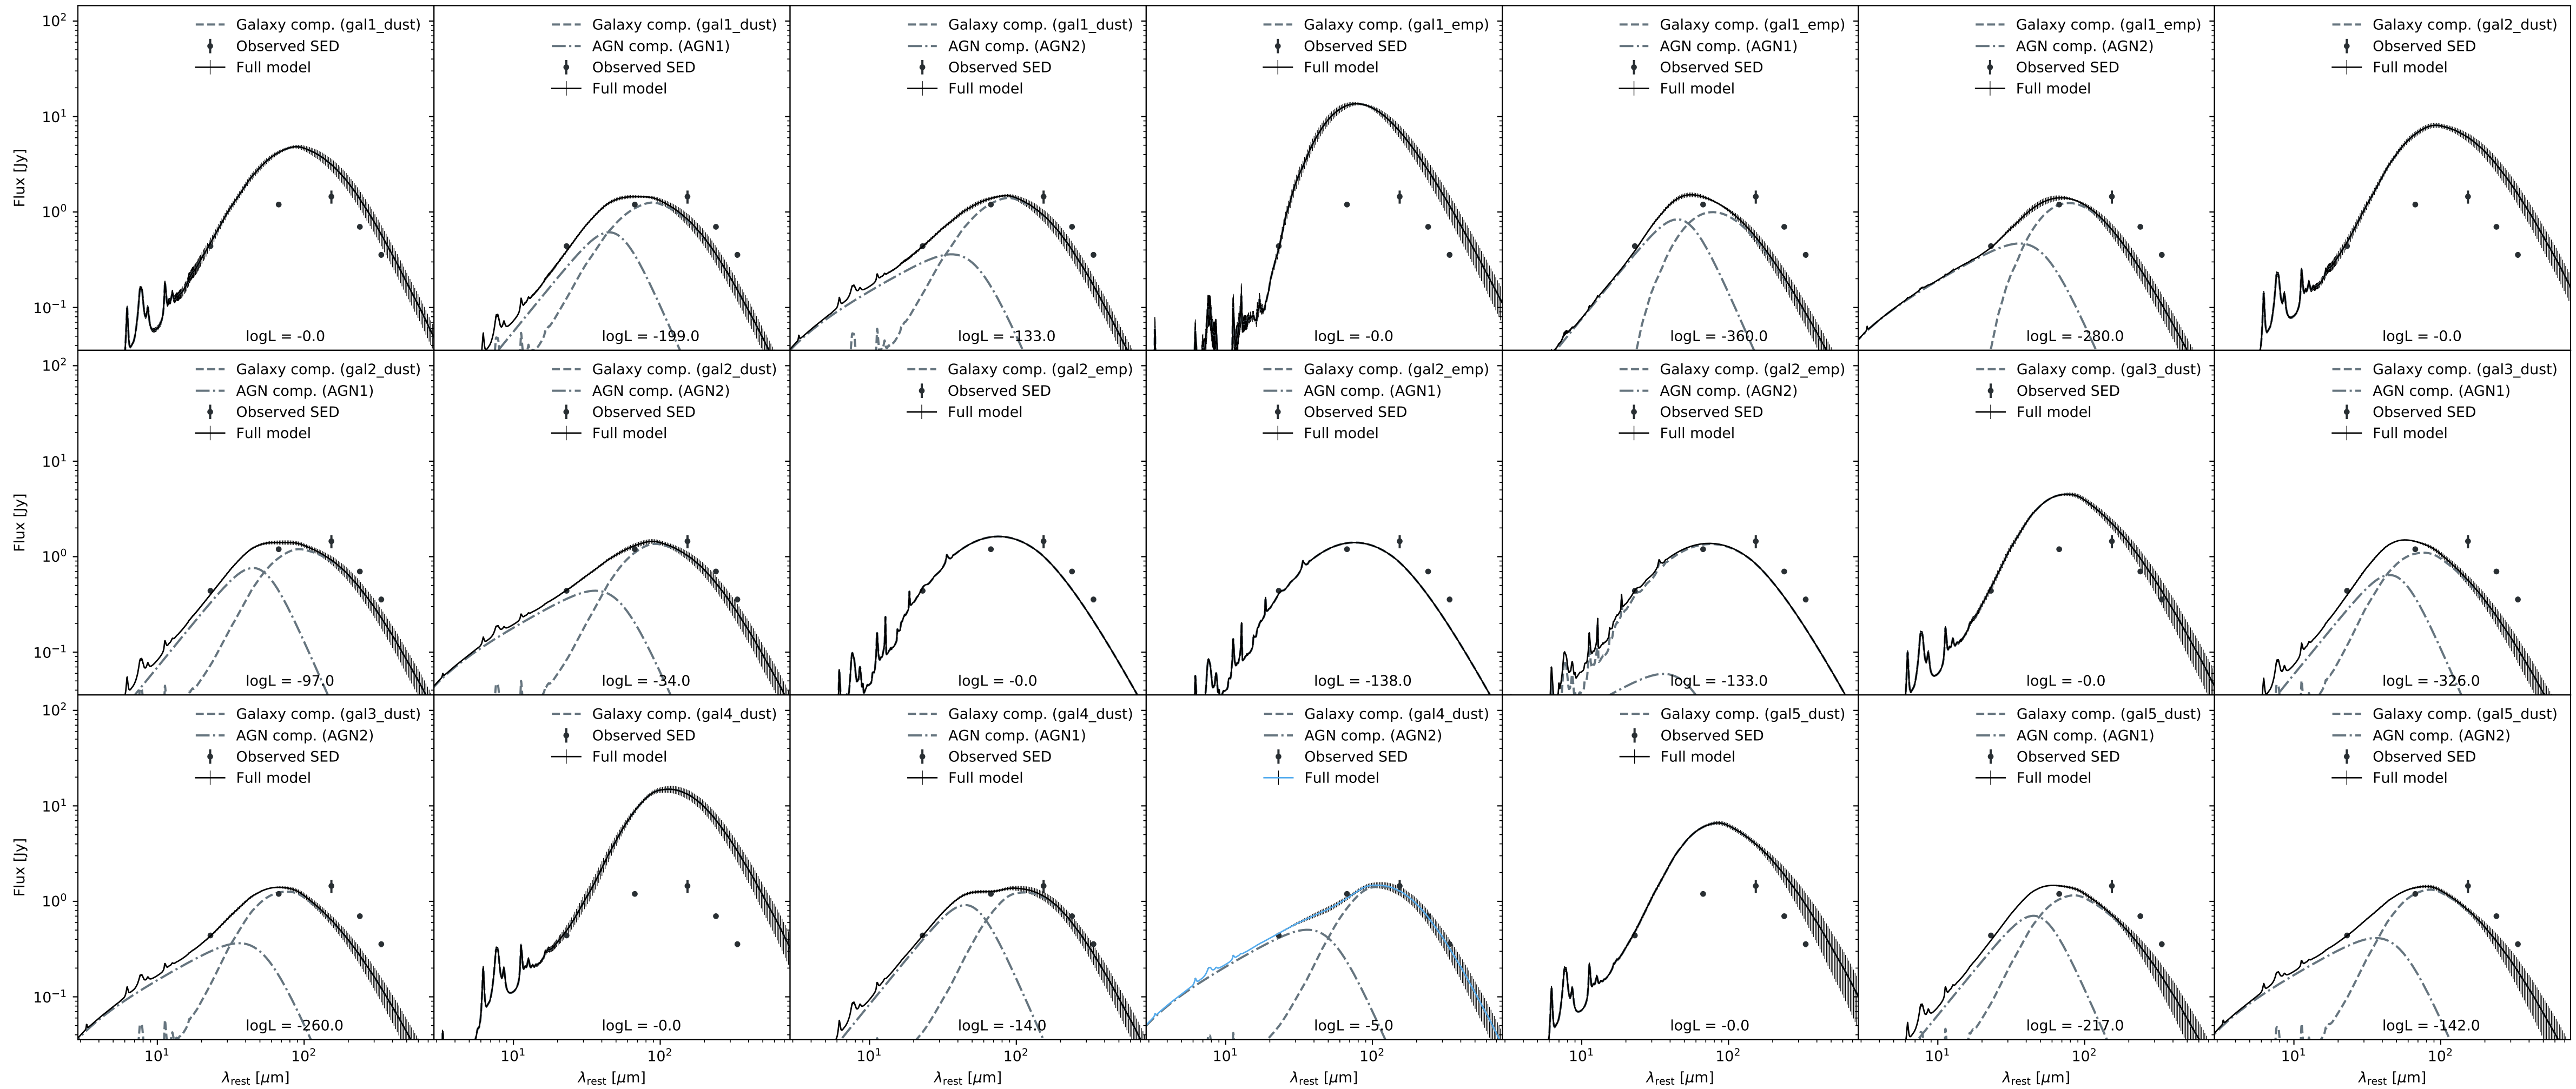 Galaxy comp. (gal1_dust)
Observed SED
Full model
logL = -0.0
Galaxy comp. (gal1_dust)
AGN comp. (AGN1)
Observed SED
Full model
logL = -199.0
Galaxy comp. (gal1_dust)
AGN comp. (AGN2)
Observed SED
Full model
logL = -133.0
Galaxy comp. (gal1_emp)
Observed SED
Full model
logL = -0.0
Galaxy comp. (gal1_emp)
AGN comp. (AGN1)
Observed SED
Full model
logL = -360.0
Galaxy comp. (gal1_emp)
AGN comp. (AGN2)
Observed SED
Full model
logL = -280.0
Galaxy comp. (gal2_dust)
Observed SED
Full model
logL = -0.0
10²
10¹
10⁰
10⁻¹
Flux [Jy]
Galaxy comp. (gal2_dust)
AGN comp. (AGN1)
Observed SED
Full model
logL = -97.0
Galaxy comp. (gal2_dust)
AGN comp. (AGN2)
Observed SED
Full model
logL = -34.0
Galaxy comp. (gal2_emp)
Observed SED
Full model
logL = -0.0
Galaxy comp. (gal2_emp)
AGN comp. (AGN1)
Observed SED
Full model
logL = -138.0
Galaxy comp. (gal2_emp)
AGN comp. (AGN2)
Observed SED
Full model
logL = -133.0
Galaxy comp. (gal3_dust)
Observed SED
Full model
logL = -0.0
Galaxy comp. (gal3_dust)
AGN comp. (AGN1)
Observed SED
Full model
logL = -326.0
10²
10¹
10⁰
10⁻¹
Flux [Jy]
Galaxy comp. (gal3_dust)
AGN comp. (AGN2)
Observed SED
Full model
logL = -260.0
Galaxy comp. (gal4_dust)
Observed SED
Full model
logL = -0.0
Galaxy comp. (gal4_dust)
AGN comp. (AGN1)
Observed SED
Full model
logL = -14.0
Galaxy comp. (gal4_dust)
AGN comp. (AGN2)
Observed SED
Full model
logL = -5.0
Galaxy comp. (gal5_dust)
Observed SED
Full model
logL = -0.0
Galaxy comp. (gal5_dust)
AGN comp. (AGN1)
Observed SED
Full model
logL = -217.0
Galaxy comp. (gal5_dust)
AGN comp. (AGN2)
Observed SED
Full model
logL = -142.0
10²
10¹
10⁰
10⁻¹
Flux [Jy]
10¹ 10² 10¹ 10² 10¹ 10² 10¹ 10² 10¹ 10² 10¹ 10² 10¹ 10²
λrest [μm] λrest [μm] λrest [μm] λrest [μm] λrest [μm] λrest [μm] λrest [μm]